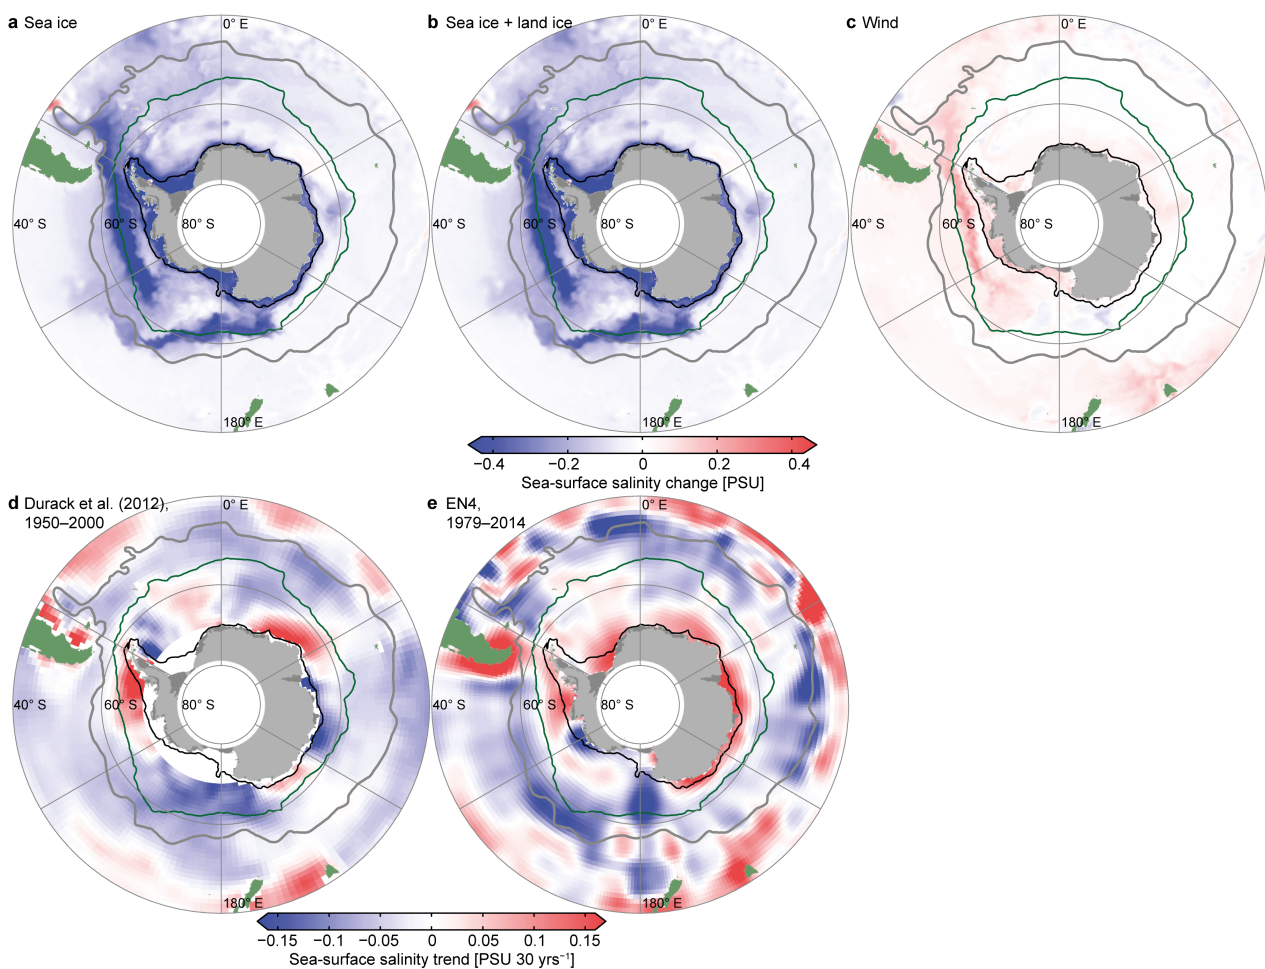 a Sea ice
0° E
40° S
60° S
80° S
180° E
b Sea ice + land ice
0° E
40° S
60° S
80° S
180° E
c Wind
0° E
40° S
60° S
80° S
180° E
−0.4 −0.2 0 0.2 0.4
Sea-surface salinity change [PSU]
d Durack et al. (2012),
1950–2000
0° E
40° S
60° S
80° S
180° E
e EN4,
1979–2014
0° E
40° S
60° S
80° S
180° E
−0.15 −0.1 −0.05 0 0.05 0.1 0.15
Sea-surface salinity trend [PSU 30 yrs⁻¹]